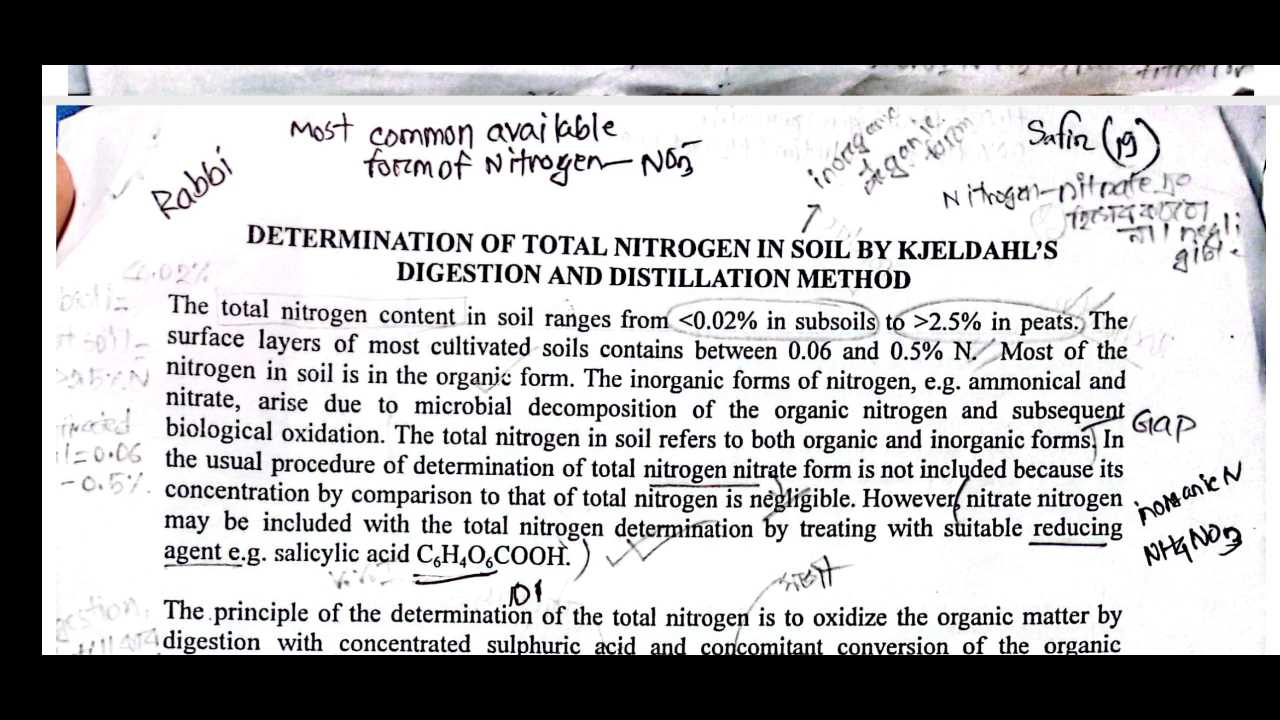 Most common available
form of Nitrogen — NO3-
Rabbi
inorganic
organic
form
Safin (19)
Nitrogen-nitrate
negli
gible
DETERMINATION OF TOTAL NITROGEN IN SOIL BY KJELDAHL'S
DIGESTION AND DISTILLATION METHOD
<0.02%
The total nitrogen content in soil ranges from <0.02% in subsoils to >2.5% in peats. The
surface layers of most cultivated soils contains between 0.06 and 0.5% N. Most of the
nitrogen in soil is in the organic form. The inorganic forms of nitrogen, e.g. ammonical and
nitrate, arise due to microbial decomposition of the organic nitrogen and subsequent
biological oxidation. The total nitrogen in soil refers to both organic and inorganic forms. In
Gap
the usual procedure of determination of total nitrogen nitrate form is not included because its
=0.06
-0.5%.
concentration by comparison to that of total nitrogen is negligible. However, nitrate nitrogen
inorganic N
may be included with the total nitrogen determination by treating with suitable reducing
NH4NO3
agent e.g. salicylic acid C6H4O6COOH.
The principle of the determination of the total nitrogen is to oxidize the organic matter by
digestion with concentrated sulphuric acid and concomitant conversion of the organic